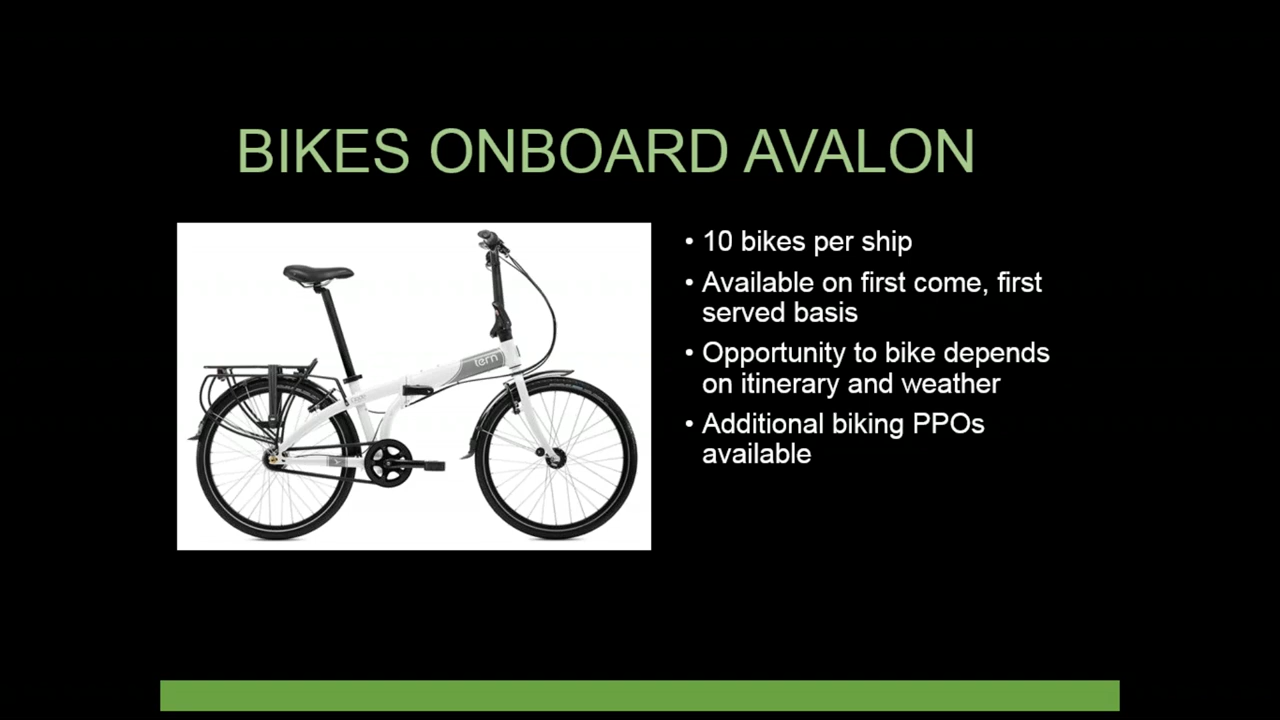 BIKES ONBOARD AVALON
tern
• 10 bikes per ship
• Available on first come, first
served basis
• Opportunity to bike depends
on itinerary and weather
• Additional biking PPOs
available